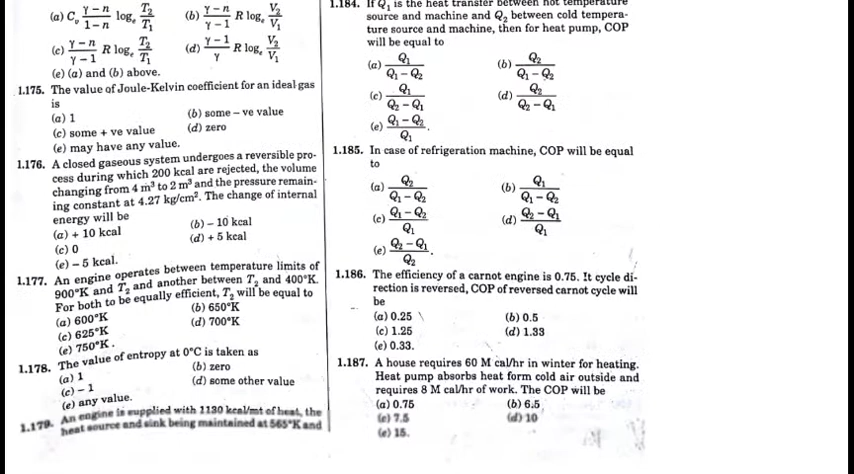 (a) C_v (γ−n)/(1−n) log_e T₂/T₁ (b) (γ−n)/(γ−1) R log_e V₂/V₁
(c) (γ−n)/(γ−1) R log_e T₂/T₁ (d) (γ−1)/γ R log_e V₂/V₁
(e) (a) and (b) above.
1.175. The value of Joule-Kelvin coefficient for an ideal gas
is
(a) 1 (b) some – ve value
(c) some + ve value (d) zero
(e) may have any value.
1.176. A closed gaseous system undergoes a reversible pro-
cess during which 200 kcal are rejected, the volume
changing from 4 m³ to 2 m³ and the pressure remain-
ing constant at 4.27 kg/cm². The change of internal
energy will be
(a) + 10 kcal (b) – 10 kcal
(c) 0 (d) + 5 kcal
(e) – 5 kcal.
1.177. An engine operates between temperature limits of
900°K and T₂ and another between T₂ and 400°K.
For both to be equally efficient, T₂ will be equal to
(a) 600°K (b) 650°K
(c) 625°K (d) 700°K
(e) 750°K.
1.178. The value of entropy at 0°C is taken as
(a) 1 (b) zero
(c) – 1 (d) some other value
(e) any value.
1.179. An engine is supplied with 1130 kcal/mt of heat, the
heat source and sink being maintained at 565°K and
1.184. If Q₁ is the heat transfer between hot temperature
source and machine and Q₂ between cold tempera-
ture source and machine, then for heat pump, COP
will be equal to
(a) Q₁/(Q₁ − Q₂) (b) Q₂/(Q₁ − Q₂)
(c) Q₁/(Q₂ − Q₁) (d) Q₂/(Q₂ − Q₁)
(e) (Q₁ − Q₂)/Q₁.
1.185. In case of refrigeration machine, COP will be equal
to
(a) Q₂/(Q₁ − Q₂) (b) Q₁/(Q₁ − Q₂)
(c) (Q₁ − Q₂)/Q₁ (d) (Q₂ − Q₁)/Q₁
(e) (Q₂ − Q₁)/Q₂.
1.186. The efficiency of a carnot engine is 0.75. It cycle di-
rection is reversed, COP of reversed carnot cycle will
be
(a) 0.25 (b) 0.5
(c) 1.25 (d) 1.33
(e) 0.33.
1.187. A house requires 60 M cal/hr in winter for heating.
Heat pump absorbs heat form cold air outside and
requires 8 M cal/hr of work. The COP will be
(a) 0.75 (b) 6.5
(c) 7.5 (d) 10
(e) 15.